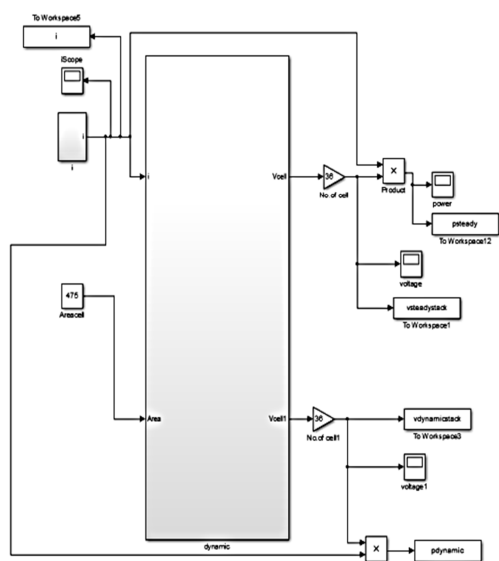 To Workspace5
i
iScope
i
i
i
Vcell
36
No.of cell
X
Product
power
psteady
To Workspace12
voltage
vsteadystack
To Workspace1
475
Areacell
Area
Vcell1
36
No.of cell1
vdynamicstack
To Workspace3
voltage1
X
pdynamic
dynamic